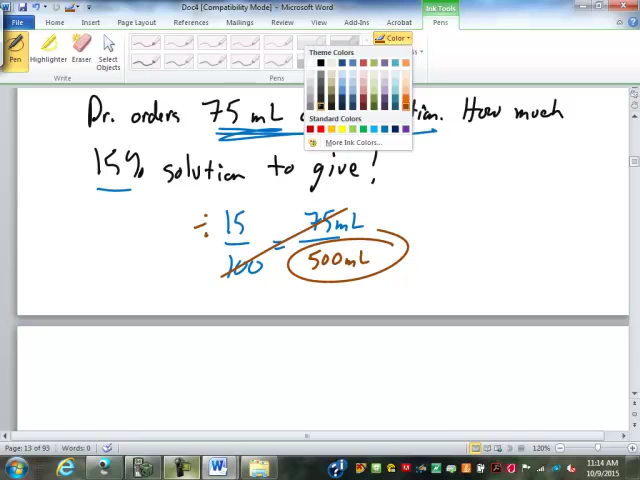 Doc4 [Compatibility Mode] - Microsoft Word
Ink Tools
File Home Insert Page Layout References Mailings Review View Add-Ins Acrobat Pens
Pen Highlighter Eraser Select Objects
Color
Write Pens
Theme Colors
Standard Colors
More Ink Colors...
Dr. orders 75 mL How much
15% solution to give!
÷ 15 = 75mL
100 500mL
Page: 13 of 93 Words: 0 120%
11:14 AM
10/9/2015